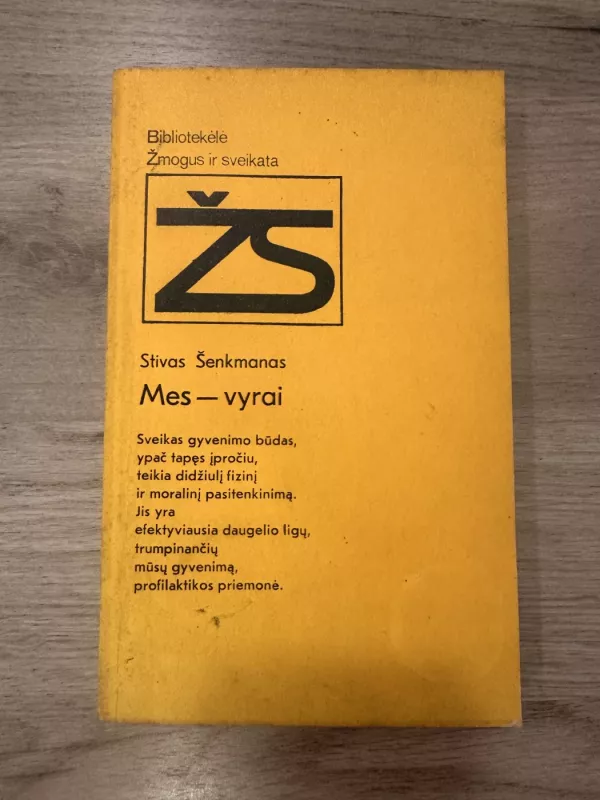 Bibliotekėlė
Žmogus ir sveikata
ŽS
Stivas Šenkmanas
Mes — vyrai
Sveikas gyvenimo būdas,
ypač tapęs įpročiu,
teikia didžiulį fizinį
ir moralinį pasitenkinimą.
Jis yra
efektyviausia daugelio ligų,
trumpinančių
mūsų gyvenimą,
profilaktikos priemonė.